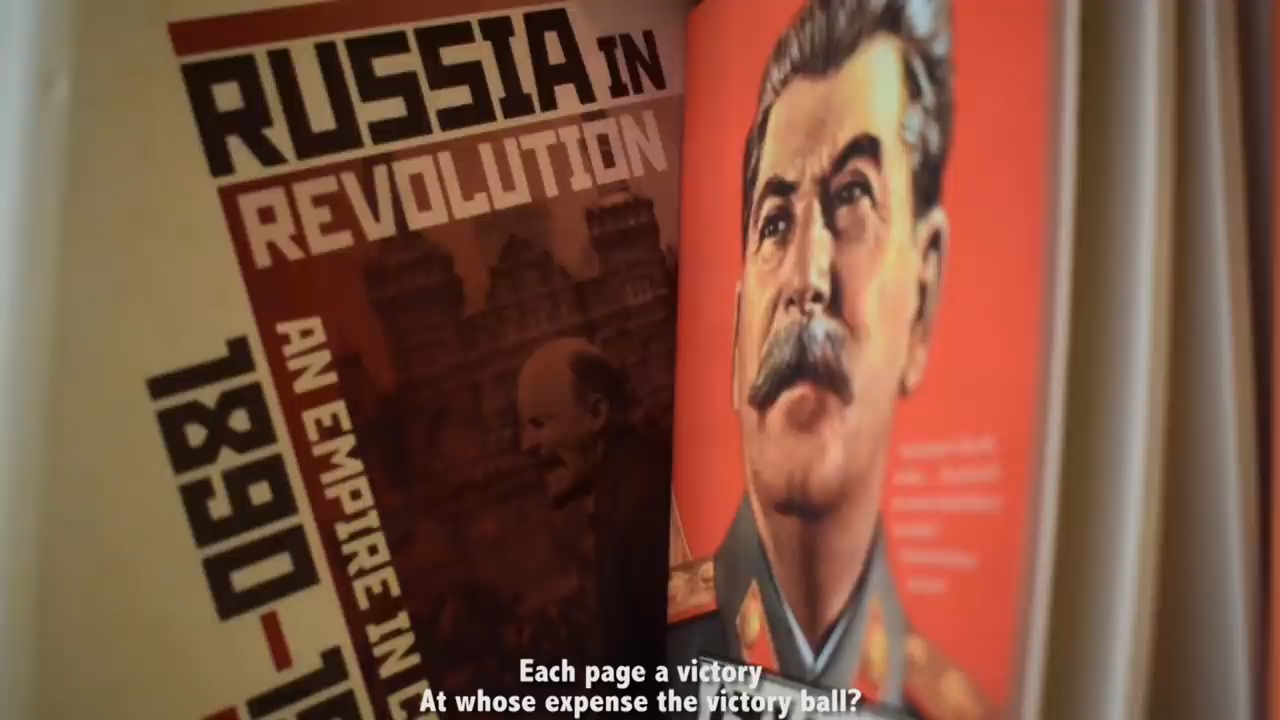 RUSSIA IN
REVOLUTION
AN EMPIRE IN
1890-1
Each page a victory
At whose expense the victory ball?